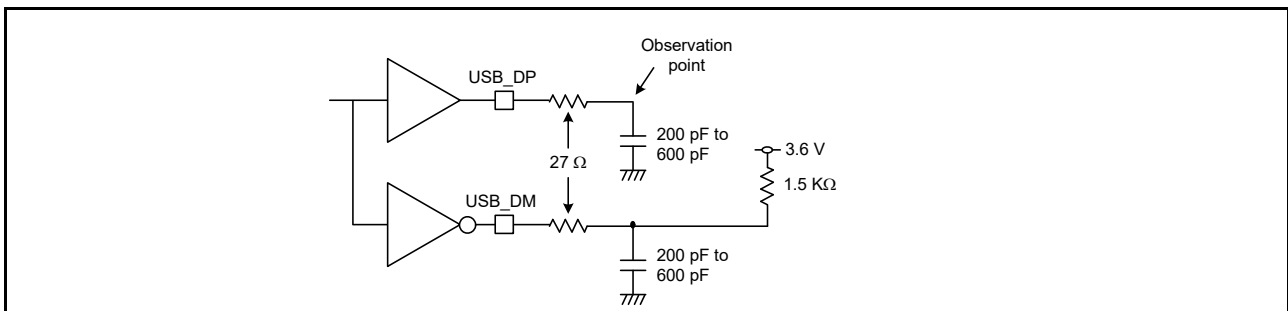 Observation
point
USB_DP
200 pF to
600 pF
27 Ω
3.6 V
1.5 KΩ
USB_DM
200 pF to
600 pF